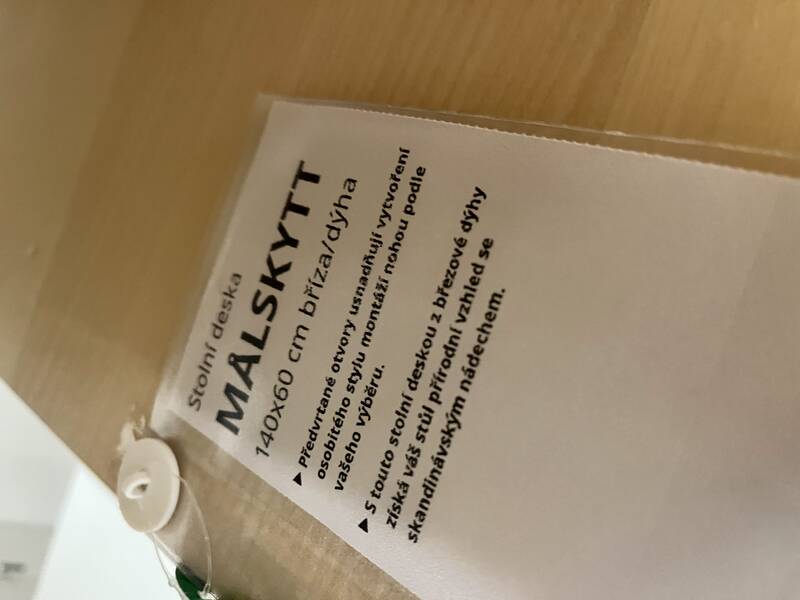 Stolní deska
MÅLSKYTT
140x60 cm bříza/dýha
▶ Předvrtané otvory usnadňují vytvoření
osobitého stylu montáží nohou podle
vašeho výběru.
▶ S touto stolní deskou z březové dýhy
získá váš stůl přírodní vzhled se
skandinávským nádechem.